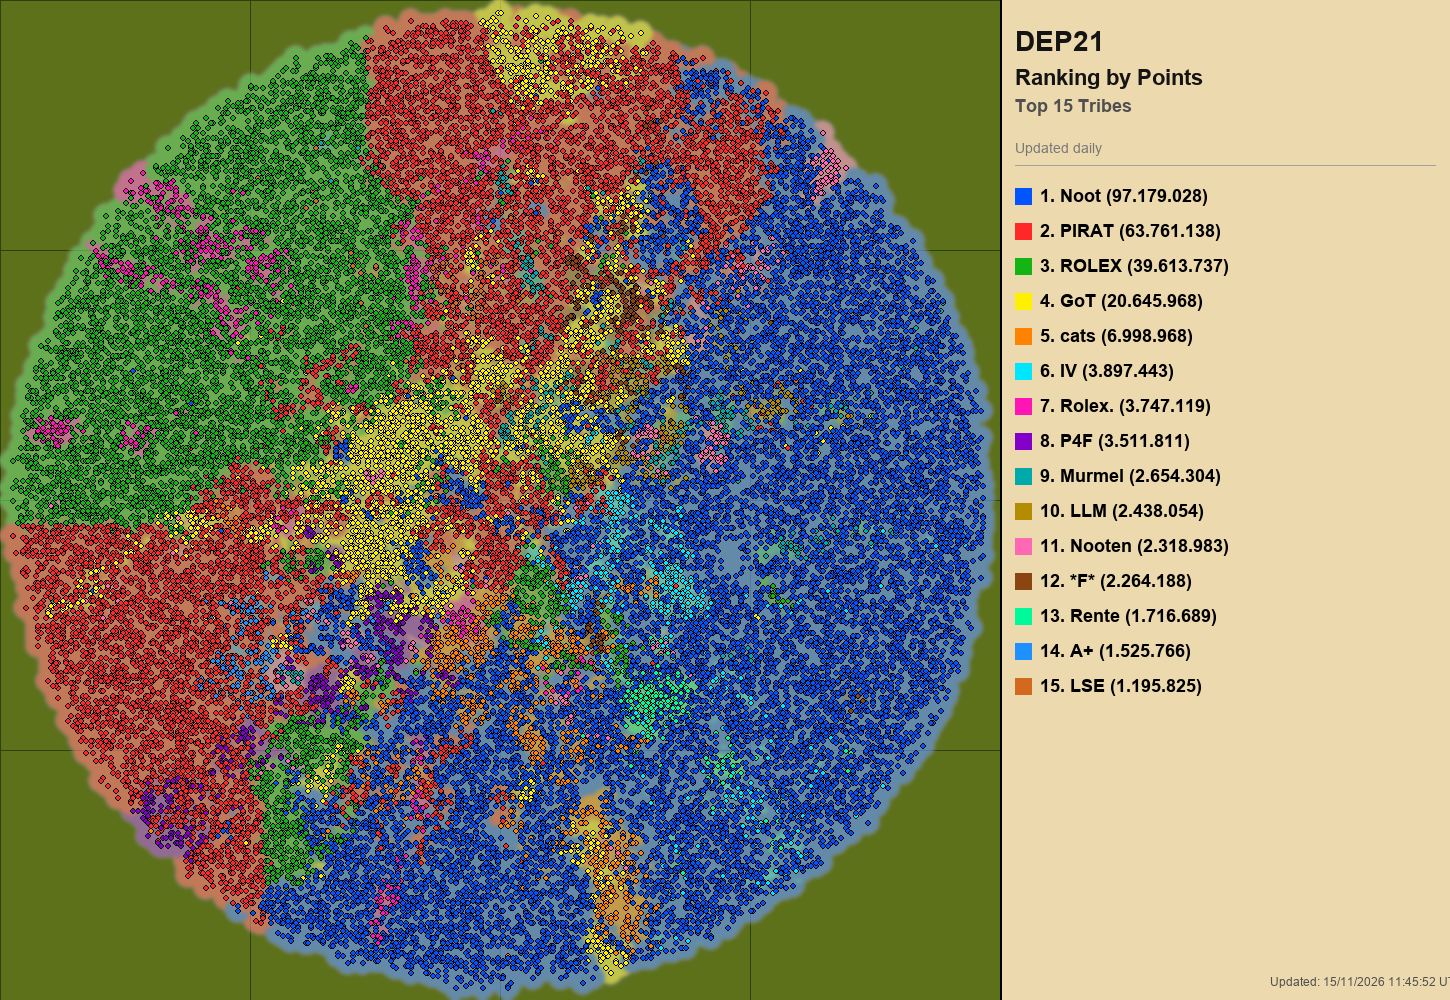 DEP21
Ranking by Points
Top 15 Tribes
Updated daily
1. Noot (97.179.028)
2. PIRAT (63.761.138)
3. ROLEX (39.613.737)
4. GoT (20.645.968)
5. cats (6.998.968)
6. IV (3.897.443)
7. Rolex. (3.747.119)
8. P4F (3.511.811)
9. Murmel (2.654.304)
10. LLM (2.438.054)
11. Nooten (2.318.983)
12. *F* (2.264.188)
13. Rente (1.716.689)
14. A+ (1.525.766)
15. LSE (1.195.825)
Updated: 15/11/2026 11:45:52